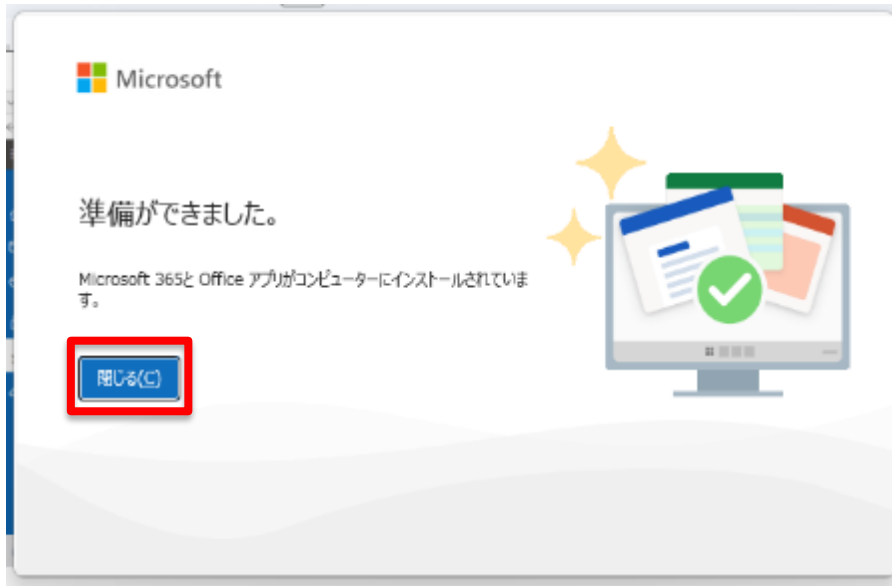 Microsoft
準備ができました。
Microsoft 365と Office アプリがコンピューターにインストールされていま
す。
閉じる(C)